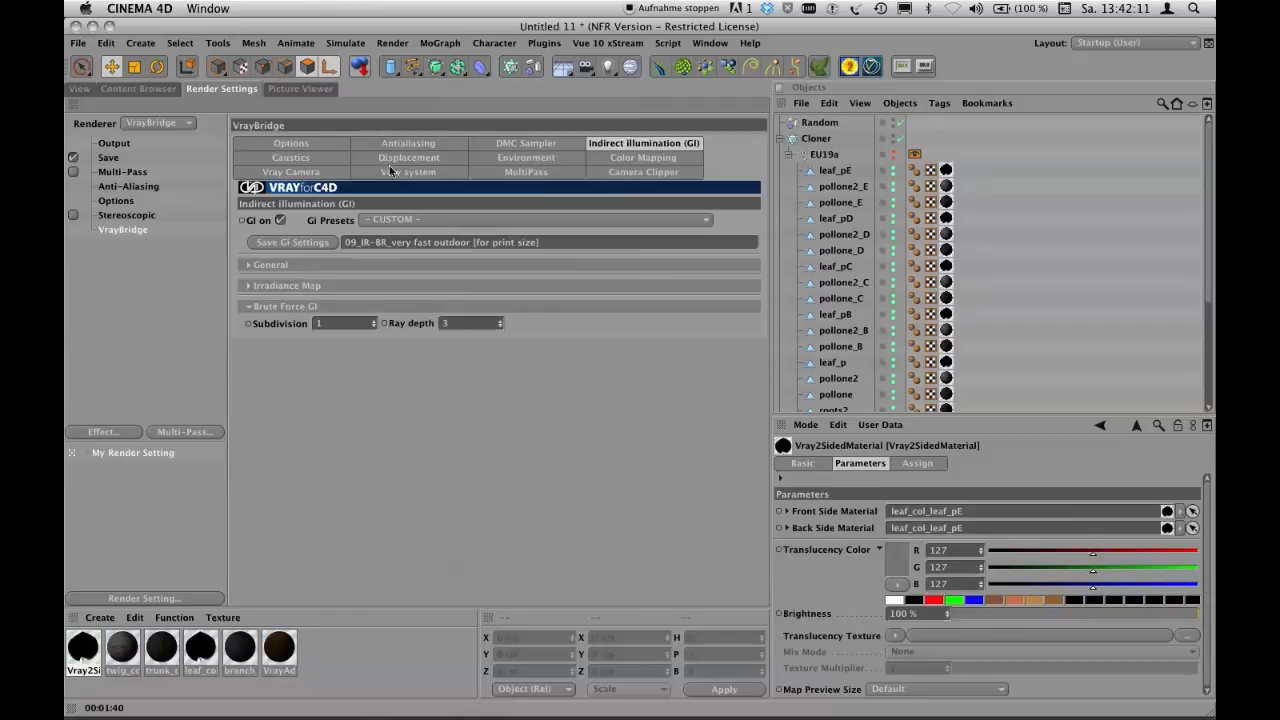 CINEMA 4D Window Aufnahme stoppen 1 (100 %) Sa. 13:42:11
Untitled 11 * (NFR Version - Restricted License)
File Edit Create Select Tools Mesh Animate Simulate Render MoGraph Character Plugins Vue 10 xStream Script Window Help Layout: Startup (User)
View Content Browser Render Settings Picture Viewer
Renderer VrayBridge
Output
Save
Multi-Pass
Anti-Aliasing
Options
Stereoscopic
VrayBridge
Effect... Multi-Pass...
My Render Setting
Render Setting...
VrayBridge
Options Antialiasing DMC Sampler Indirect illumination (GI)
Caustics Displacement Environment Color Mapping
Vray Camera Vray system MultiPass Camera Clipper
VRAYforC4D
Indirect illumination (GI)
GI on GI Presets - CUSTOM -
Save Gi Settings 09_IR-BR_very fast outdoor [for print size]
General
Irradiance Map
Brute Force GI
Subdivision 1 Ray depth 3
Objects
File Edit View Objects Tags Bookmarks
Random
Cloner
EU19a
leaf_pE
pollone2_E
pollone_E
leaf_pD
pollone2_D
pollone_D
leaf_pC
pollone2_C
pollone_C
leaf_pB
pollone2_B
pollone_B
leaf_p
pollone2
pollone
roots2
Mode Edit User Data
Vray2SidedMaterial [Vray2SidedMaterial]
Basic Parameters Assign
Parameters
Front Side Material leaf_col_leaf_pE
Back Side Material leaf_col_leaf_pE
Translucency Color R 127
G 127
B 127
Brightness 100 %
Translucency Texture ...
Mix Mode None
Texture Multiplier 1
Map Preview Size Default
Create Edit Function Texture
Vray2Si twig_cc trunk_c leaf_co branch VrayAd
-- -- --
X X H
Y Y P
Z Z B
Object (Rel) Scale Apply
00:01:40